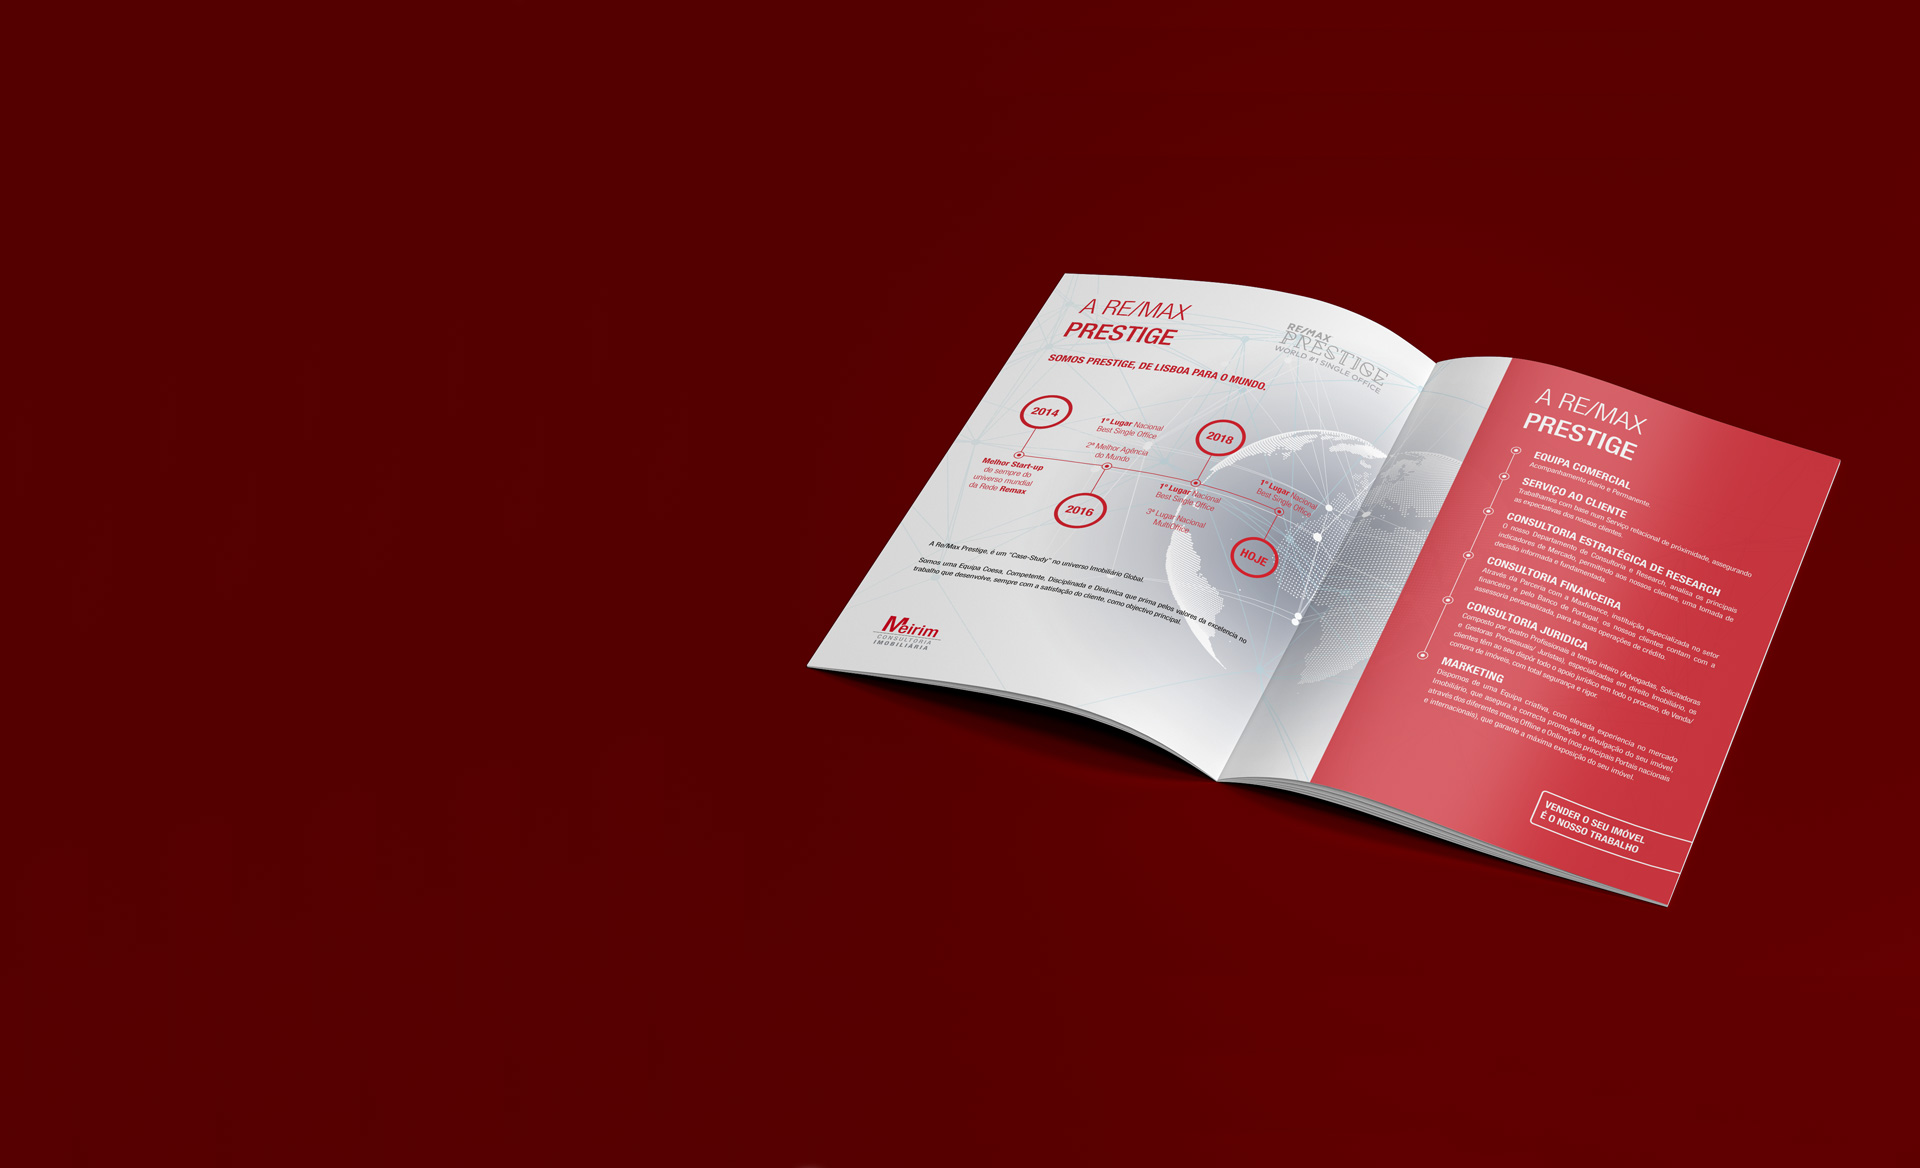 A RE/MAX
PRESTIGE
RE/MAX
PRESTIGE
WORLD #1 SINGLE OFFICE
SOMOS PRESTIGE, DE LISBOA PARA O MUNDO.
2014
Melhor Start-up
de sempre do
universo mundial
da Rede Remax
1º Lugar Nacional
Best Single Office
2ª Melhor Agência
do Mundo
2016
2018
1º Lugar Nacional
Best Single Office
3º Lugar Nacional
MultiOffice
1º Lugar Nacional
Best Single Office
HOJE
A Re/Max Prestige, é um "Case-Study" no universo Imobiliário Global.
Somos uma Equipa Coesa, Competente, Disciplinada e Dinâmica que prima pelos valores da excelencia no
trabalho que desenvolve, sempre com a satisfação do cliente, como objectivo principal.
Meirim
CONSULTORIA
IMOBILIÁRIA
A RE/MAX
PRESTIGE
EQUIPA COMERCIAL
Acompanhamento diario e Permanente.
SERVIÇO AO CLIENTE
Trabalhamos com base num Serviço relacional de próximidade, assegurando
as expectativas dos nossos clientes.
CONSULTORIA ESTRATÉGICA DE RESEARCH
O nosso Departamento de Consultoria e Research, analisa os principais
indicadores de Mercado, permitindo aos nossos clientes, uma tomada de
decisão informada e fundamentada.
CONSULTORIA FINANCEIRA
Através da Parceria com a Maxfinance, instituição especializada no setor
financeiro e pelo Banco de Portugal, os nossos clientes contam com a
assessoria personalizada, para as suas operações de crédito.
CONSULTORIA JURIDICA
Composto por quatro Profissionais a tempo inteiro (Advogadas, Solicitadoras
e Gestoras Processuais/ Juristas), especializadas em direito Imobiliário, os
clientes têm ao seu dispôr todo o apoio jurídico em todo o proceso, de Venda/
compra de imóveis, com total segurança e rigor.
MARKETING
Dispomos de uma Equipa criativa, com elevada experiencia no mercado
Imobiliário, que asegura a correcta promoção e divulgação do seu imóvel,
através dos diferentes meios Offline e Online (nos principais Portais nacionais
e internacionais), que garante a máxima exposição do seu imóvel.
VENDER O SEU IMÓVEL
É O NOSSO TRABALHO